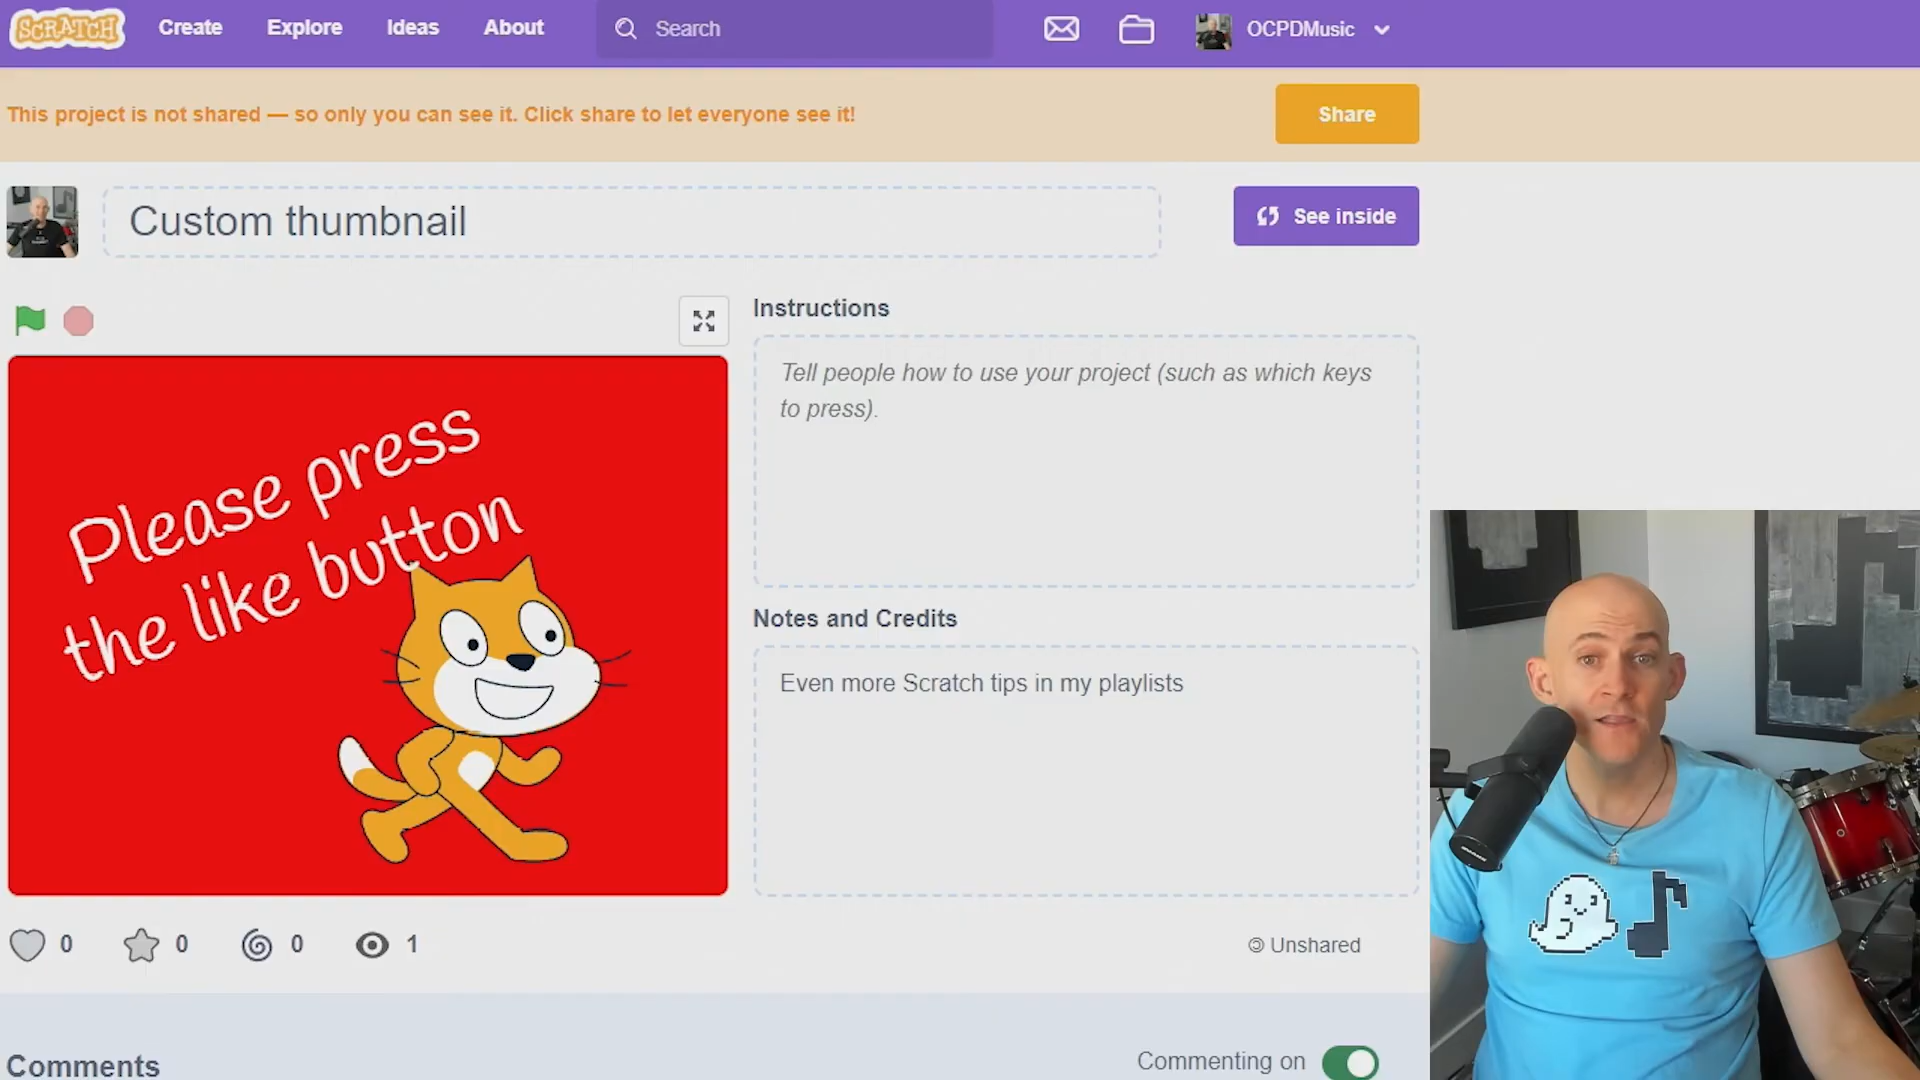 SCRATCH
Create
Explore
Ideas
About
Search
OCPDMusic
This project is not shared — so only you can see it. Click share to let everyone see it!
Share
Custom thumbnail
See inside
Please press
the like button
Instructions
Tell people how to use your project (such as which keys
to press).
Notes and Credits
Even more Scratch tips in my playlists
0
0
0
1
Unshared
Comments
Commenting on